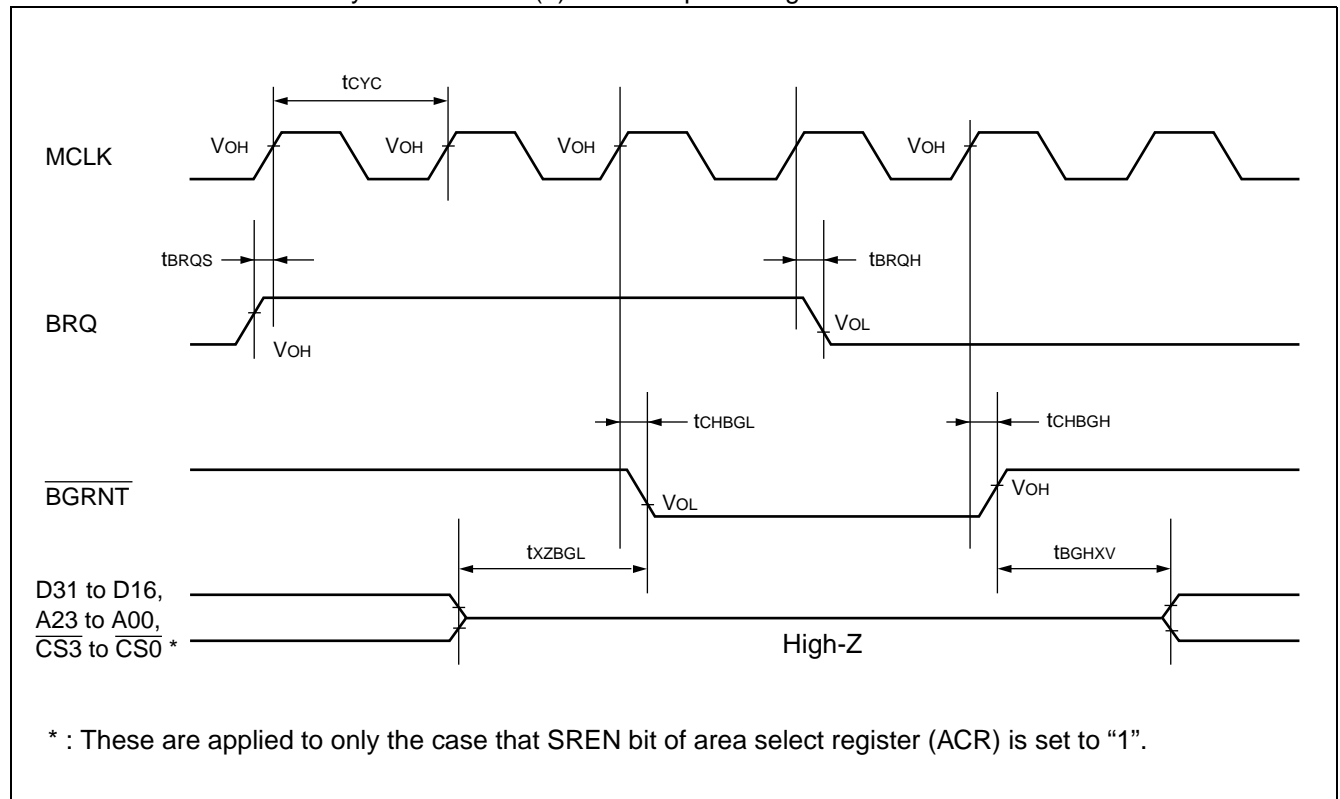 tCYC
MCLK
VOH
VOH
VOH
VOH
tBRQS
tBRQH
BRQ
VOH
VOL
tCHBGL
tCHBGH
BGRNT
VOL
VOH
tXZBGL
tBGHXV
D31 to D16,
A23 to A00,
CS3 to CS0 *
High-Z
* : These are applied to only the case that SREN bit of area select register (ACR) is set to “1”.